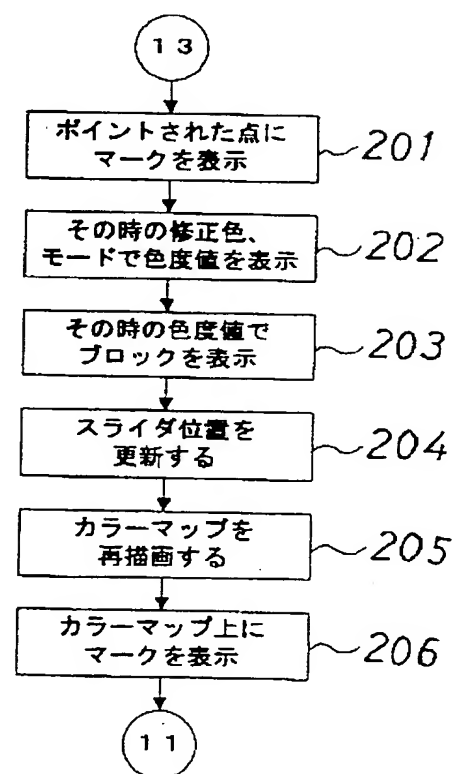 13
ポイントされた点に
マークを表示
201
その時の修正色、
モードで色度値を表示
202
その時の色度値で
ブロックを表示
203
スライダ位置を
更新する
204
カラーマップを
再描画する
205
カラーマップ上に
マークを表示
206
11